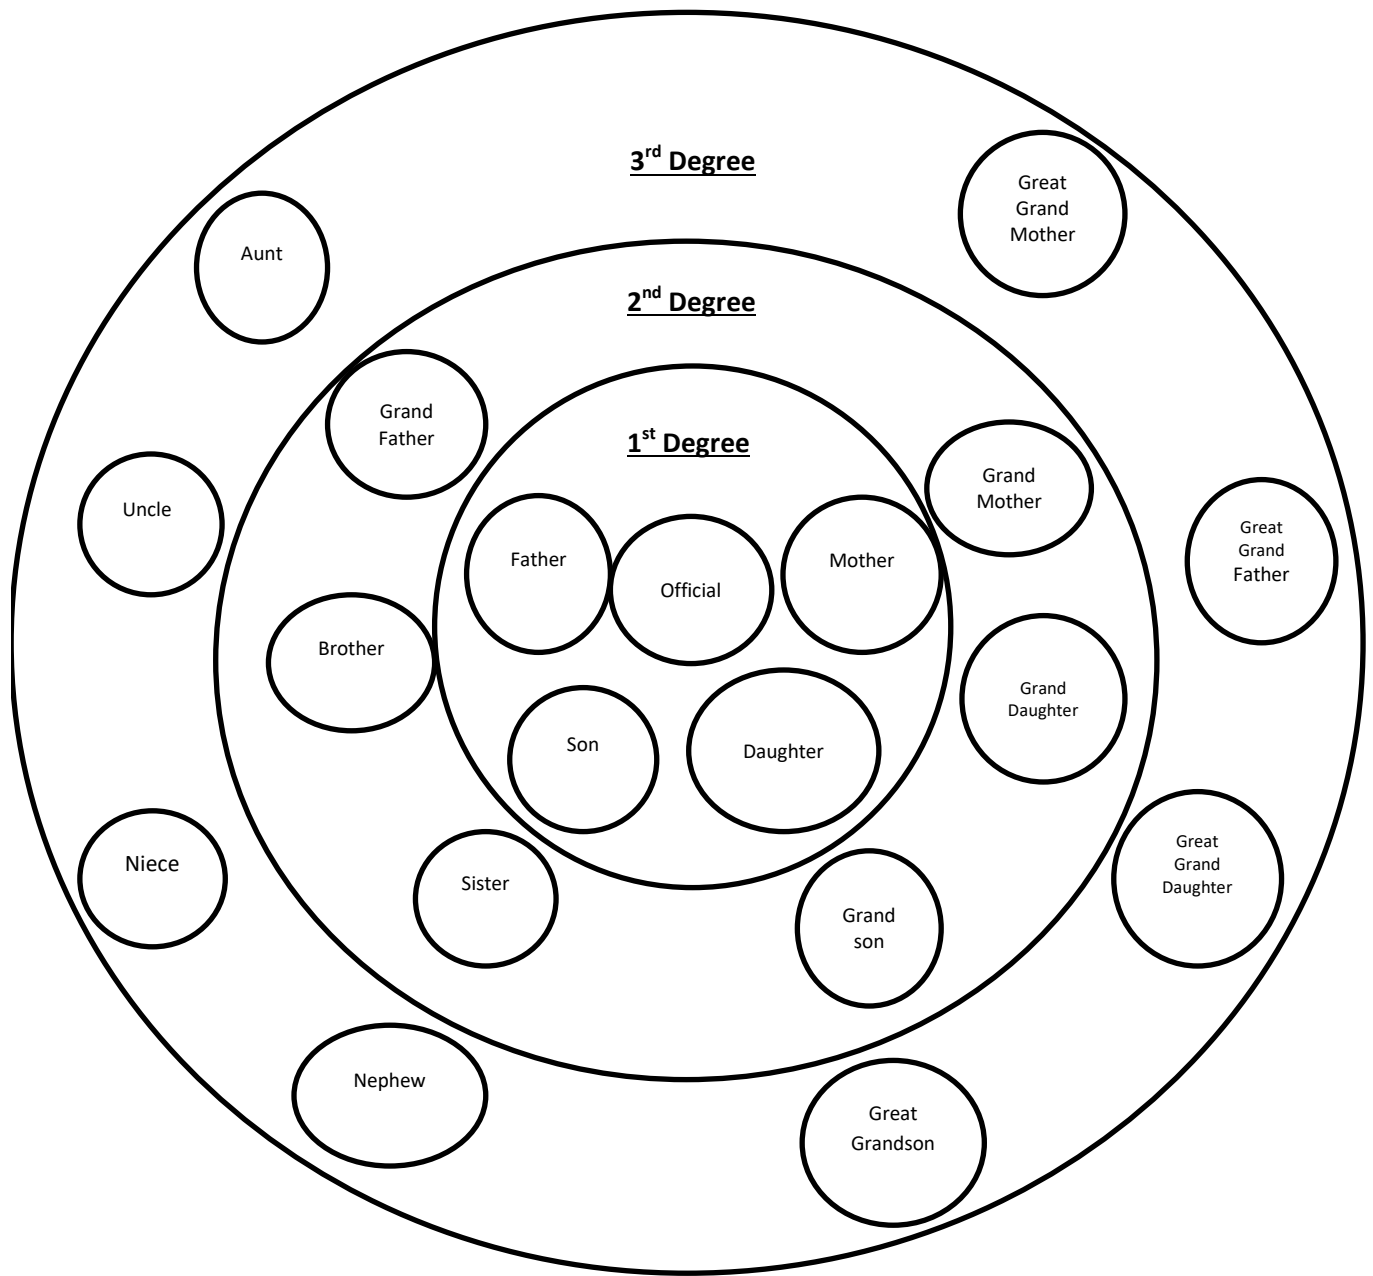 3rd Degree
Great
Grand
Mother
Aunt
2nd Degree
Grand
Father
1st Degree
Grand
Mother
Uncle
Great
Grand
Father
Father
Official
Mother
Brother
Grand
Daughter
Son
Daughter
Niece
Great
Grand
Daughter
Sister
Grand
son
Nephew
Great
Grandson